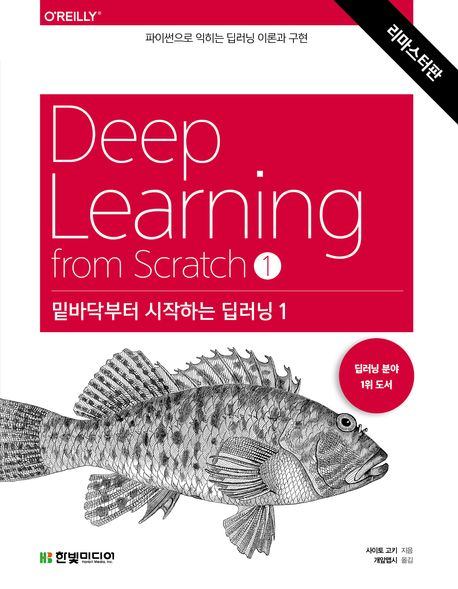 O'REILLY®
리마스터판
파이썬으로 익히는 딥러닝 이론과 구현
Deep
Learning
from Scratch 1
밑바닥부터 시작하는 딥러닝 1
딥러닝 분야
1위 도서
사이토 고키 지음
개앞맵시 옮김
HB 한빛미디어
Hanbit Media, Inc.